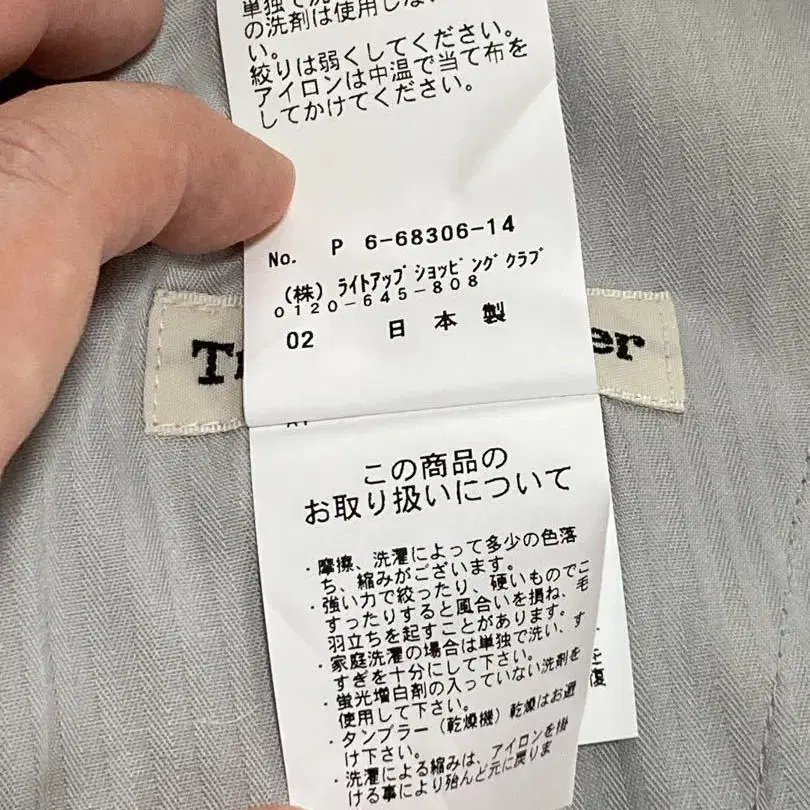 単独で洗
の洗剤は使用しな
い。
絞りは弱くしてください。
アイロンは中温で当て布を
してかけてください。
No. P 6-68306-14
(株) ライトアップショッピングクラブ
0120-645-808
02 日本製
er
この商品の
お取り扱いについて
・摩擦、洗濯によって多少の色落
ち、縮みがございます。
・強い力で絞ったり、硬いものでこ
すったりすると風合いを損ね、毛
羽立ちを起すことがあります。
・家庭洗濯の場合は単独で洗い、す
すぎを十分にして下さい。
・蛍光増白剤の入っていない洗剤を
使用して下さい。
・タンブラー（乾燥機）乾燥はお避
け下さい。
・洗濯による縮みは、アイロンを掛
ける事により殆んど元に戻りま
を
復